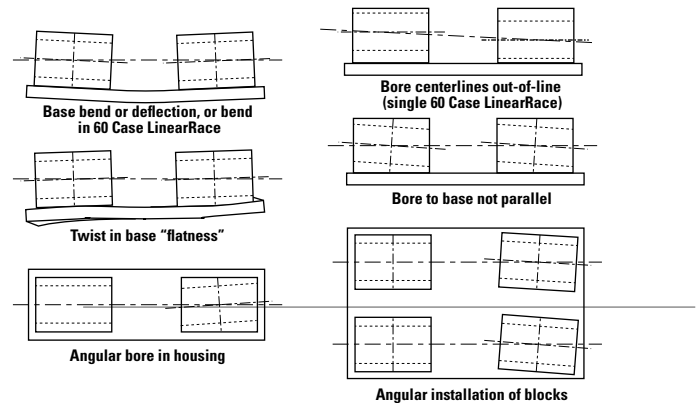 Base bend or deflection, or bend
in 60 Case LinearRace
Twist in base “flatness”
Angular bore in housing
Bore centerlines out-of-line
(single 60 Case LinearRace)
Bore to base not parallel
Angular installation of blocks